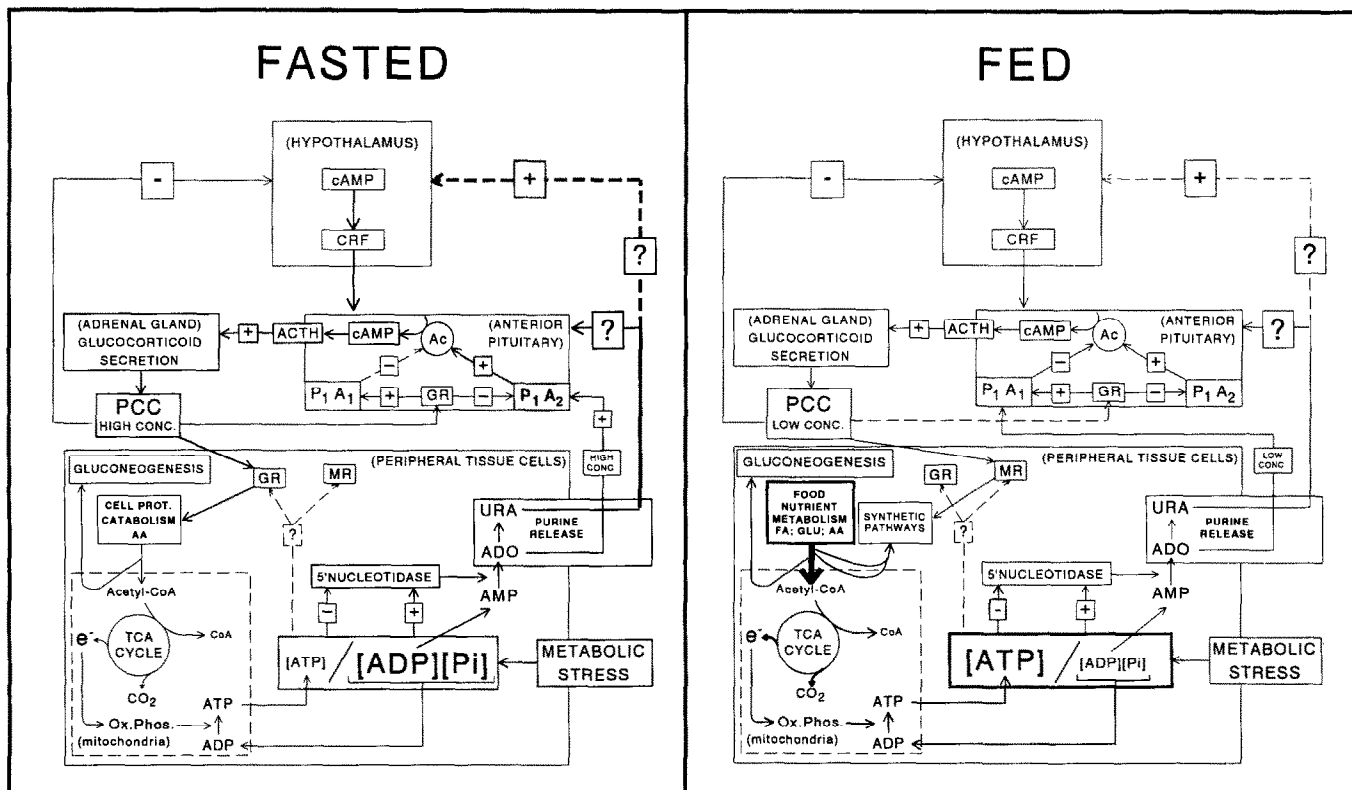 FASTED
(HYPOTHALAMUS)
-
+
cAMP
CRF
?
(ADRENAL GLAND)
GLUCOCORTICOID
SECRETION
+
ACTH
cAMP
Ac
(ANTERIOR
PITUITARY)
?
−
+
P1 A1
+
GR
−
P1 A2
PCC
HIGH CONC.
+
HIGH
CONC
(PERIPHERAL TISSUE CELLS)
GLUCONEOGENESIS
GR
MR
CELL PROT.
CATABOLISM
AA
?
URA
PURINE
RELEASE
ADO
5'NUCLEOTIDASE
AMP
Acetyl-CoA
−
+
e-
TCA
CYCLE
CoA
CO2
[ATP] / [ADP][Pi]
METABOLIC
STRESS
ATP
Ox.Phos.
(mitochondria)
ADP
FED
(HYPOTHALAMUS)
-
+
cAMP
CRF
?
(ADRENAL GLAND)
GLUCOCORTICOID
SECRETION
+
ACTH
cAMP
Ac
(ANTERIOR
PITUITARY)
?
−
+
P1 A1
+
GR
−
P1 A2
PCC
LOW CONC.
LOW
CONC
(PERIPHERAL TISSUE CELLS)
GLUCONEOGENESIS
GR
MR
FOOD
NUTRIENT
METABOLISM
FA; GLU; AA
SYNTHETIC
PATHWAYS
?
URA
PURINE
RELEASE
ADO
5'NUCLEOTIDASE
AMP
Acetyl-CoA
-
+
e-
TCA
CYCLE
CoA
CO2
[ATP] / [ADP][Pi]
METABOLIC
STRESS
ATP
Ox.Phos.
(mitochondria)
ADP